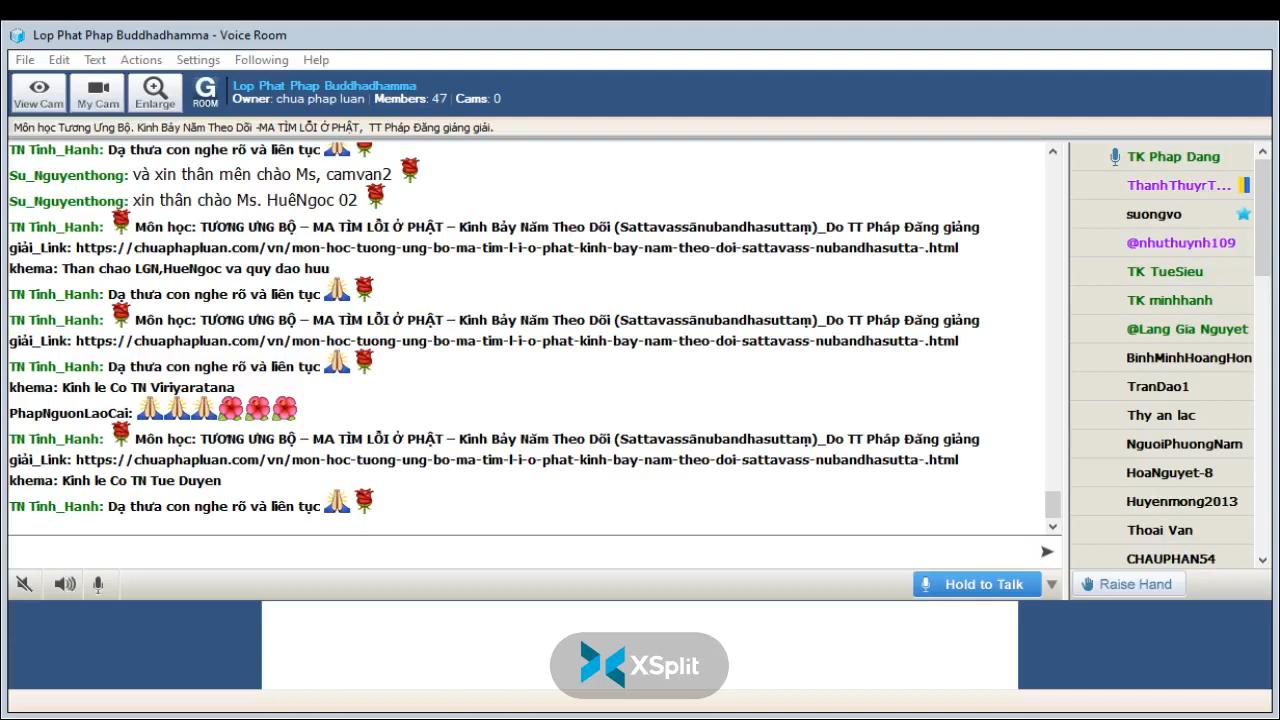 Lop Phat Phap Buddhadhamma - Voice Room
File Edit Text Actions Settings Following Help
View Cam My Cam Enlarge G ROOM
Lop Phat Phap Buddhadhamma
Owner: chua phap luan | Members: 47 | Cams: 0
Môn học Tương Ưng Bộ. Kinh Bảy Năm Theo Dõi -MA TÌM LỖI Ở PHẬT, TT Pháp Đăng giảng giải.
TN Tinh_Hanh: Dạ thưa con nghe rõ và liên tục
Su_Nguyenthong: và xin thân mến chào Ms, camvan2
Su_Nguyenthong: xin thân chào Ms. HuêNgoc 02
TN Tinh_Hanh: Môn học: TƯƠNG ƯNG BỘ – MA TÌM LỖI Ở PHẬT – Kinh Bảy Năm Theo Dõi (Sattavassānubandhasuttaṃ)_Do TT Pháp Đăng giảng
giải_Link: https://chuaphapluan.com/vn/mon-hoc-tuong-ung-bo-ma-tim-l-i-o-phat-kinh-bay-nam-theo-doi-sattavass-nubandhasutta-.html
khema: Than chao LGN,HueNgoc va quy dao huu
TN Tinh_Hanh: Dạ thưa con nghe rõ và liên tục
TN Tinh_Hanh: Môn học: TƯƠNG ƯNG BỘ – MA TÌM LỖI Ở PHẬT – Kinh Bảy Năm Theo Dõi (Sattavassānubandhasuttaṃ)_Do TT Pháp Đăng giảng
giải_Link: https://chuaphapluan.com/vn/mon-hoc-tuong-ung-bo-ma-tim-l-i-o-phat-kinh-bay-nam-theo-doi-sattavass-nubandhasutta-.html
TN Tinh_Hanh: Dạ thưa con nghe rõ và liên tục
khema: Kinh le Co TN Viriyaratana
PhapNguonLaoCai:
TN Tinh_Hanh: Môn học: TƯƠNG ƯNG BỘ – MA TÌM LỖI Ở PHẬT – Kinh Bảy Năm Theo Dõi (Sattavassānubandhasuttaṃ)_Do TT Pháp Đăng giảng
giải_Link: https://chuaphapluan.com/vn/mon-hoc-tuong-ung-bo-ma-tim-l-i-o-phat-kinh-bay-nam-theo-doi-sattavass-nubandhasutta-.html
khema: Kinh le Co TN Tue Duyen
TN Tinh_Hanh: Dạ thưa con nghe rõ và liên tục
Hold to Talk
TK Phap Dang
ThanhThuyrT...
suongvo
@nhuthuynh109
TK TueSieu
TK minhhanh
@Lang Gia Nguyet
BinhMinhHoangHon
TranDao1
Thy an lac
NguoiPhuongNam
HoaNguyet-8
Huyenmong2013
Thoai Van
CHAUPHAN54
Raise Hand
XSplit